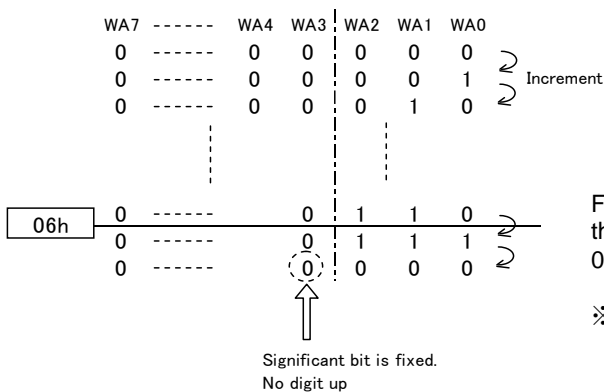 WA7 ------ WA4 WA3 WA2 WA1 WA0
0 ------ 0 0 0 0 0
0 ------ 0 0 0 0 1
Increment
0 ------ 0 0 0 1 0
06h
0 ------ 0 1 1 0
0 ------ 0 1 1 1
0 ------ 0 0 0 0
F
th
0
※
Significant bit is fixed.
No digit up